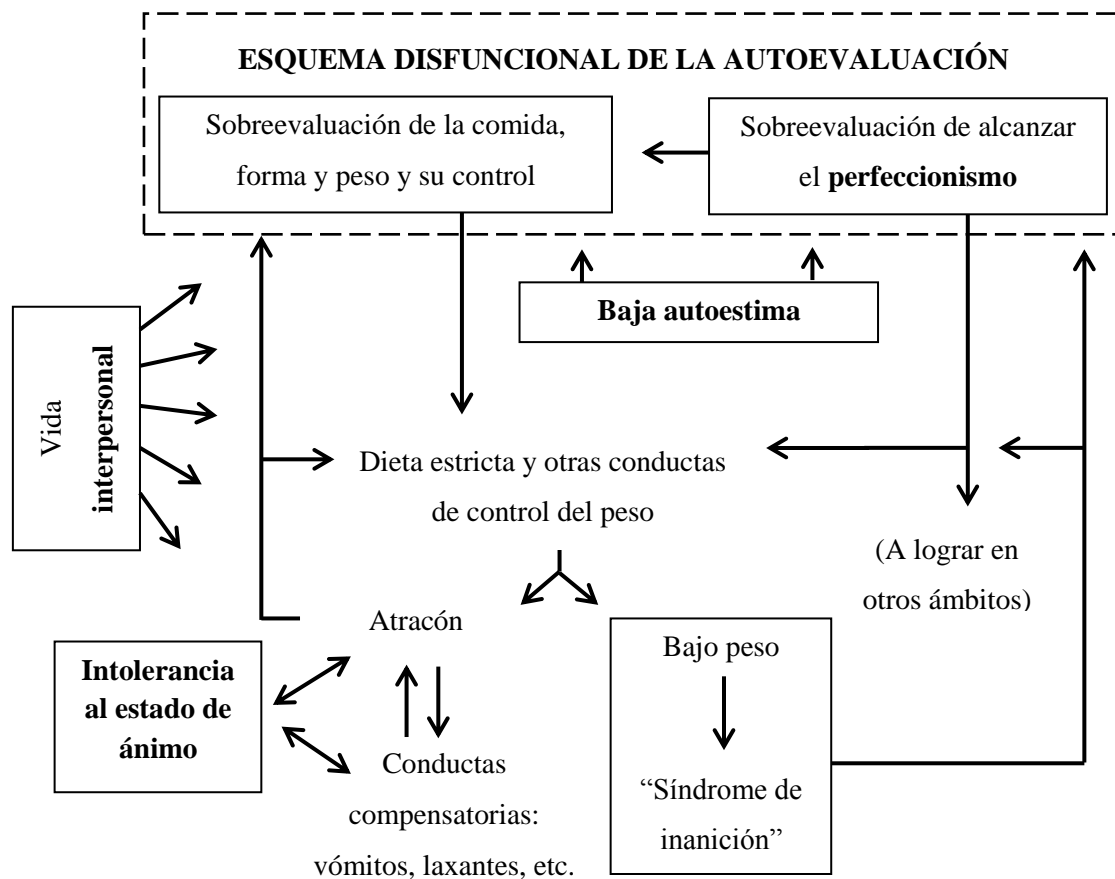 ESQUEMA DISFUNCIONAL DE LA AUTOEVALUACIÓN
Sobreevaluación de la comida,
forma y peso y su control
Sobreevaluación de alcanzar
el perfeccionismo
Baja autoestima
Vida
interpersonal
Dieta estricta y otras conductas
de control del peso
(A lograr en
otros ámbitos)
Atracón
Intolerancia
al estado de
ánimo
Conductas
compensatorias:
vómitos, laxantes, etc.
Bajo peso
“Síndrome de
inanición”